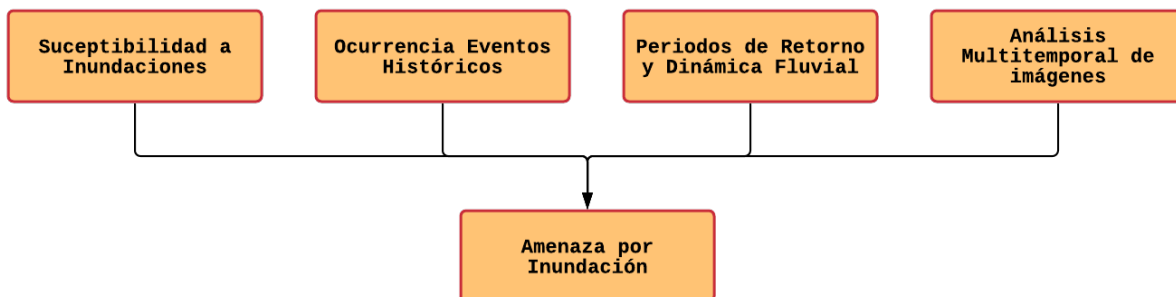 Suceptibilidad a
Inundaciones
Ocurrencia Eventos
Históricos
Periodos de Retorno
y Dinámica Fluvial
Análisis
Multitemporal de
imágenes
Amenaza por
Inundación